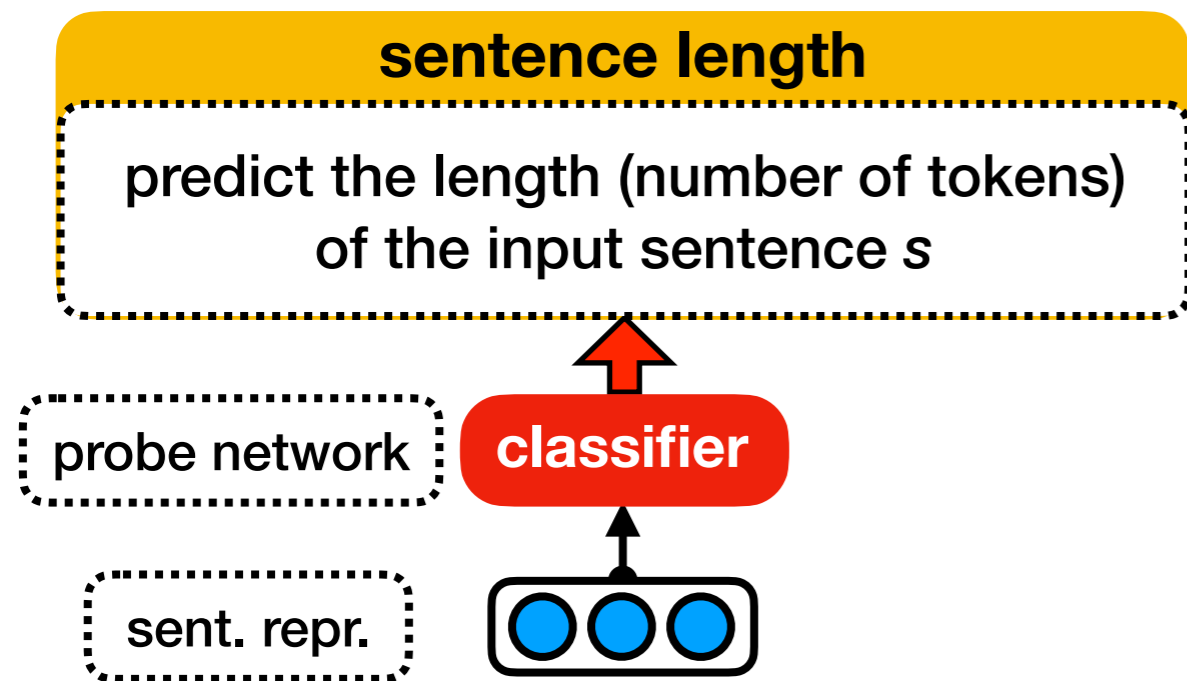 sentence length
predict the length (number of tokens)
of the input sentence s
probe network
classifier
sent. repr.